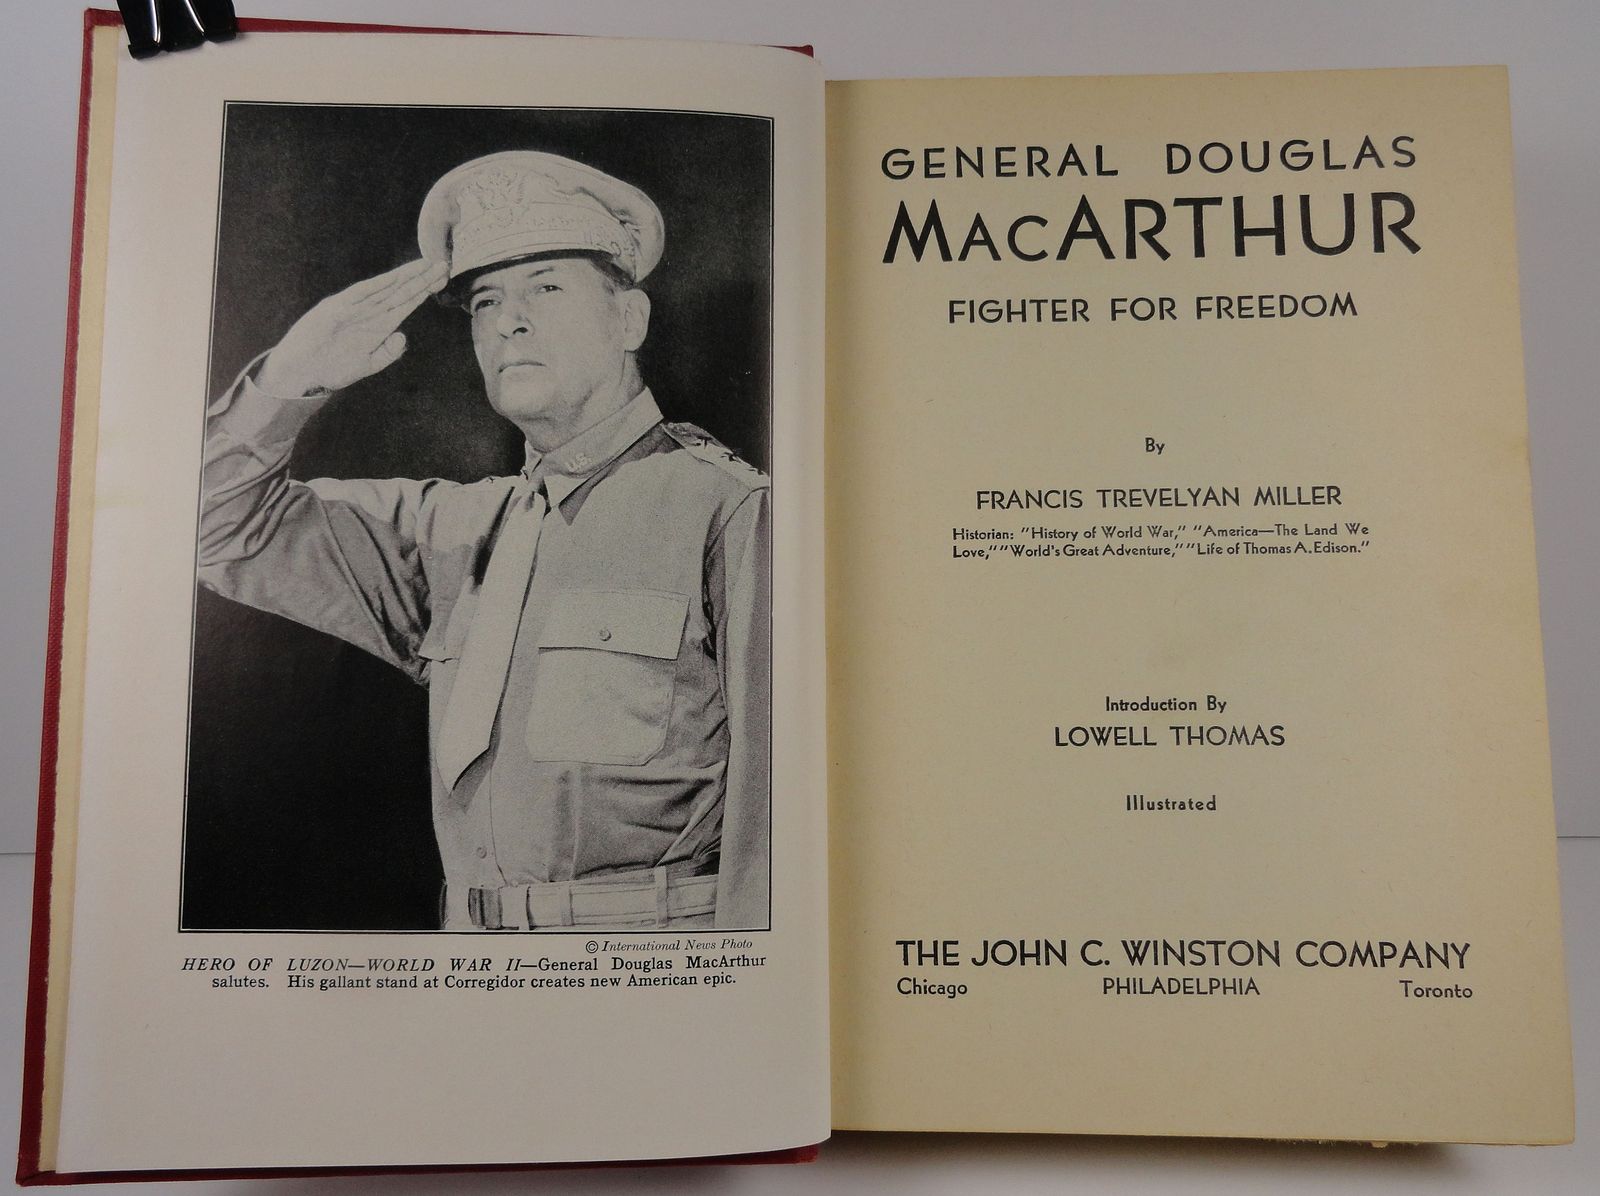 © International News Photo
HERO OF LUZON—WORLD WAR II—General Douglas MacArthur
salutes. His gallant stand at Corregidor creates new American epic.
GENERAL DOUGLAS
MacARTHUR
FIGHTER FOR FREEDOM
By
FRANCIS TREVELYAN MILLER
Historian: "History of World War," "America—The Land We
Love," "World's Great Adventure," "Life of Thomas A. Edison."
Introduction By
LOWELL THOMAS
Illustrated
THE JOHN C. WINSTON COMPANY
Chicago PHILADELPHIA Toronto
U.S.